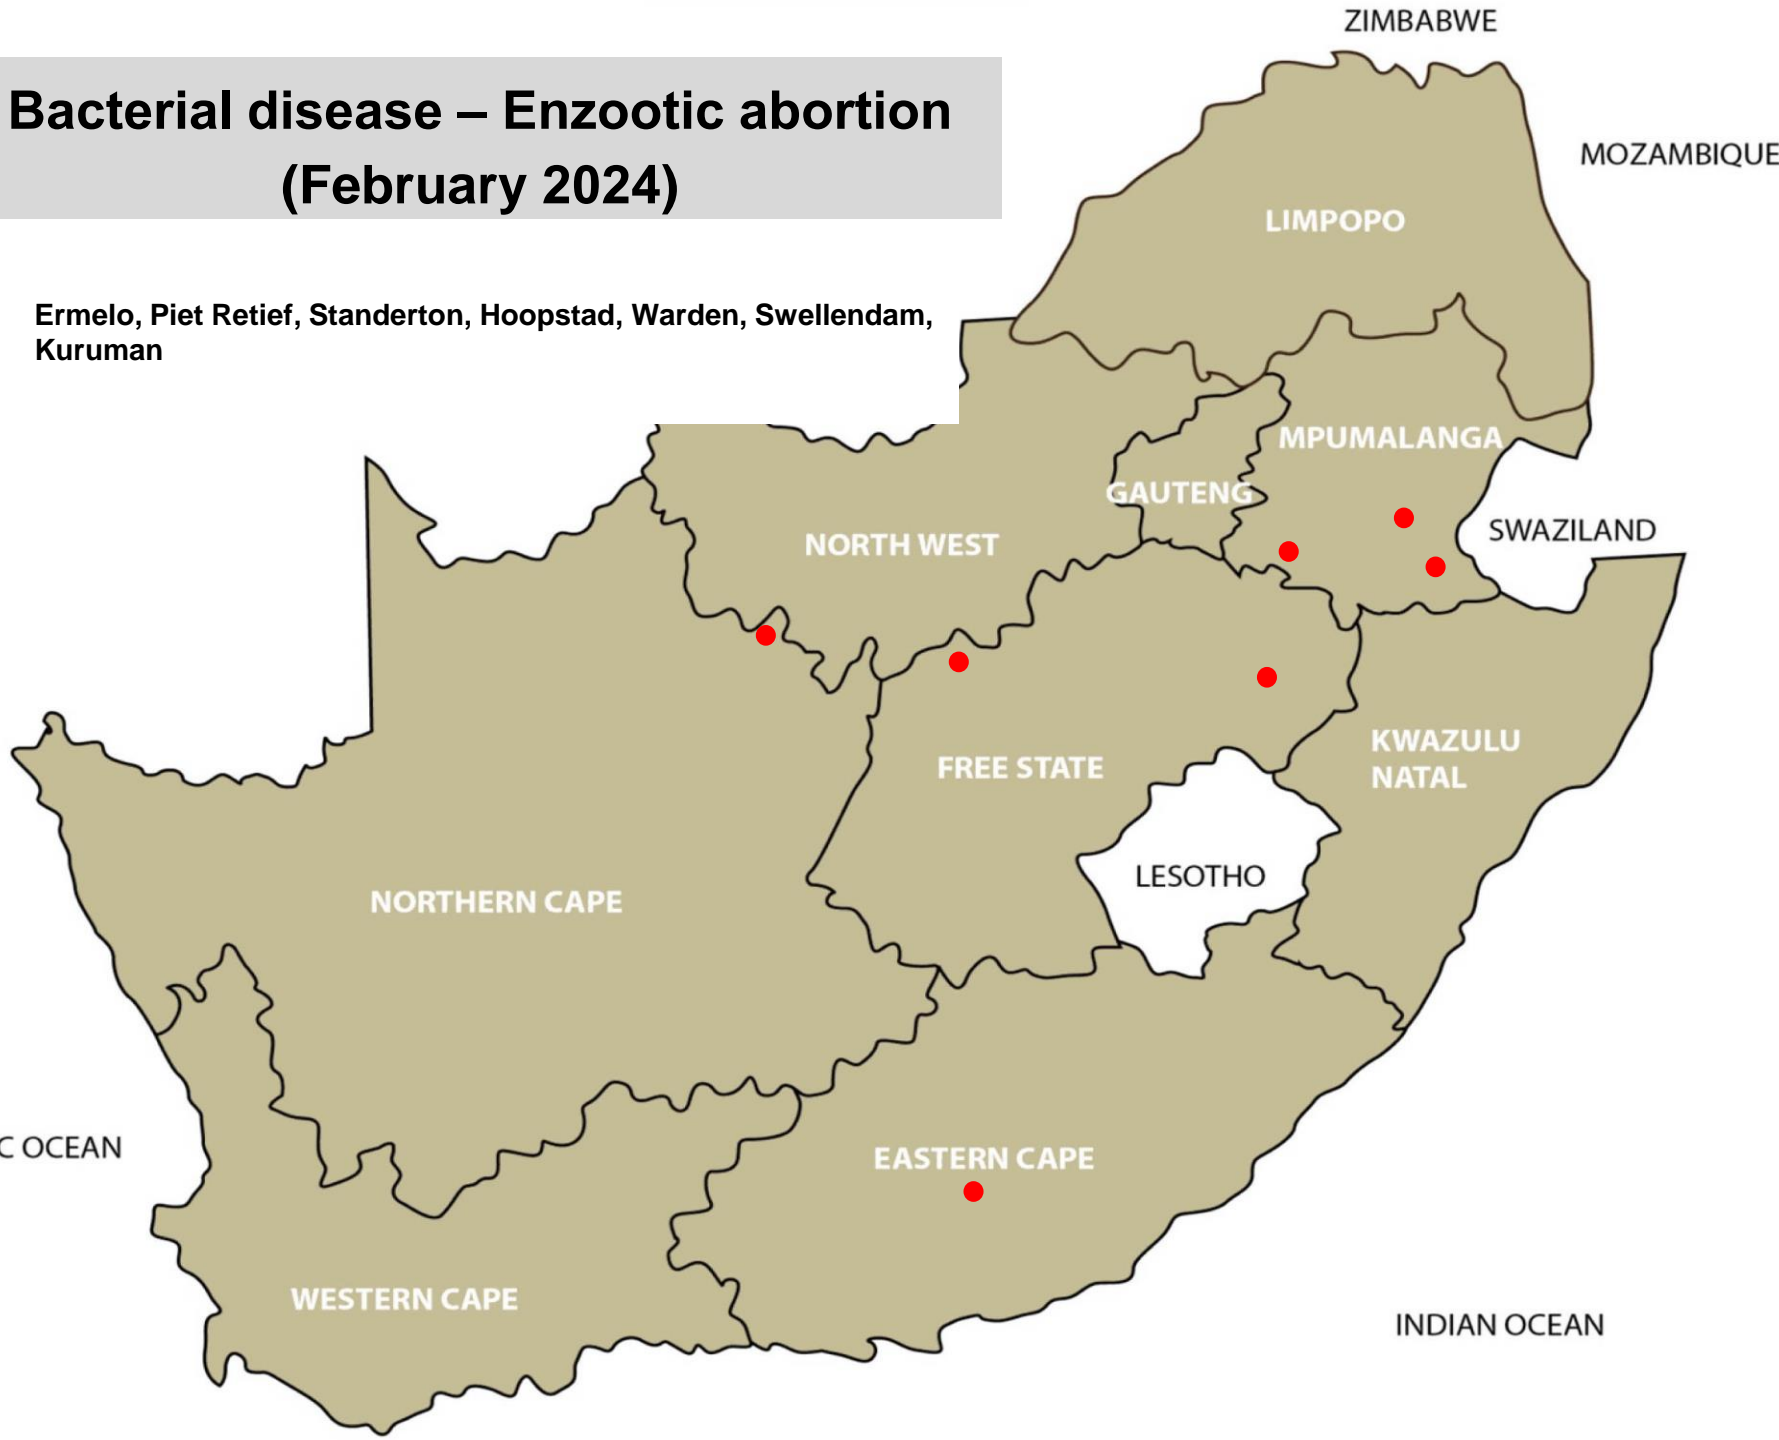 ZIMBABWE
Bacterial disease – Enzootic abortion
(February 2024)
MOZAMBIQUE
LIMPOPO
Ermelo, Piet Retief, Standerton, Hoopstad, Warden, Swellendam,
Kuruman
MPUMALANGA
GAUTENG
SWAZILAND
NORTH WEST
KWAZULU
NATAL
FREE STATE
LESOTHO
NORTHERN CAPE
C OCEAN
EASTERN CAPE
WESTERN CAPE
INDIAN OCEAN